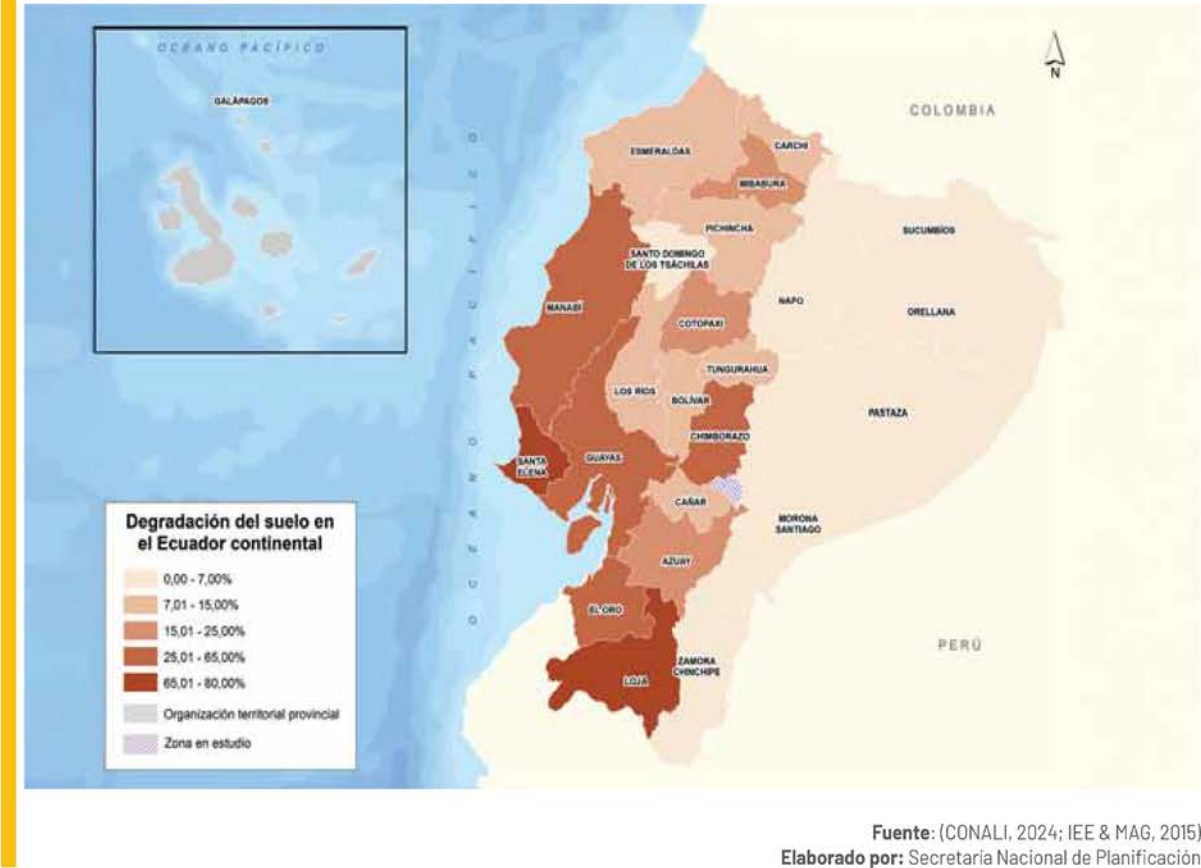 OCÉANO PACÍFICO
GALÁPAGOS
N
COLOMBIA
ESMERALDAS
CARCHI
IMBABURA
PICHINCHA
SUCUMBÍOS
SANTO DOMINGO
DE LOS TSÁCHILAS
NAPO
MANABÍ
ORELLANA
COTOPAXI
TUNGURAHUA
LOS RÍOS
BOLÍVAR
PASTAZA
CHIMBORAZO
SANTA
ELENA
GUAYAS
CAÑAR
MORONA
SANTIAGO
AZUAY
EL ORO
PERÚ
ZAMORA
CHINCHIPE
LOJA
Degradación del suelo en
el Ecuador continental
0,00 - 7,00%
7,01 - 15,00%
15,01 - 25,00%
25,01 - 65,00%
65,01 - 80,00%
Organización territorial provincial
Zona en estudio
Fuente: (CONALI, 2024; IEE & MAG, 2015)
Elaborado por: Secretaría Nacional de Planificación